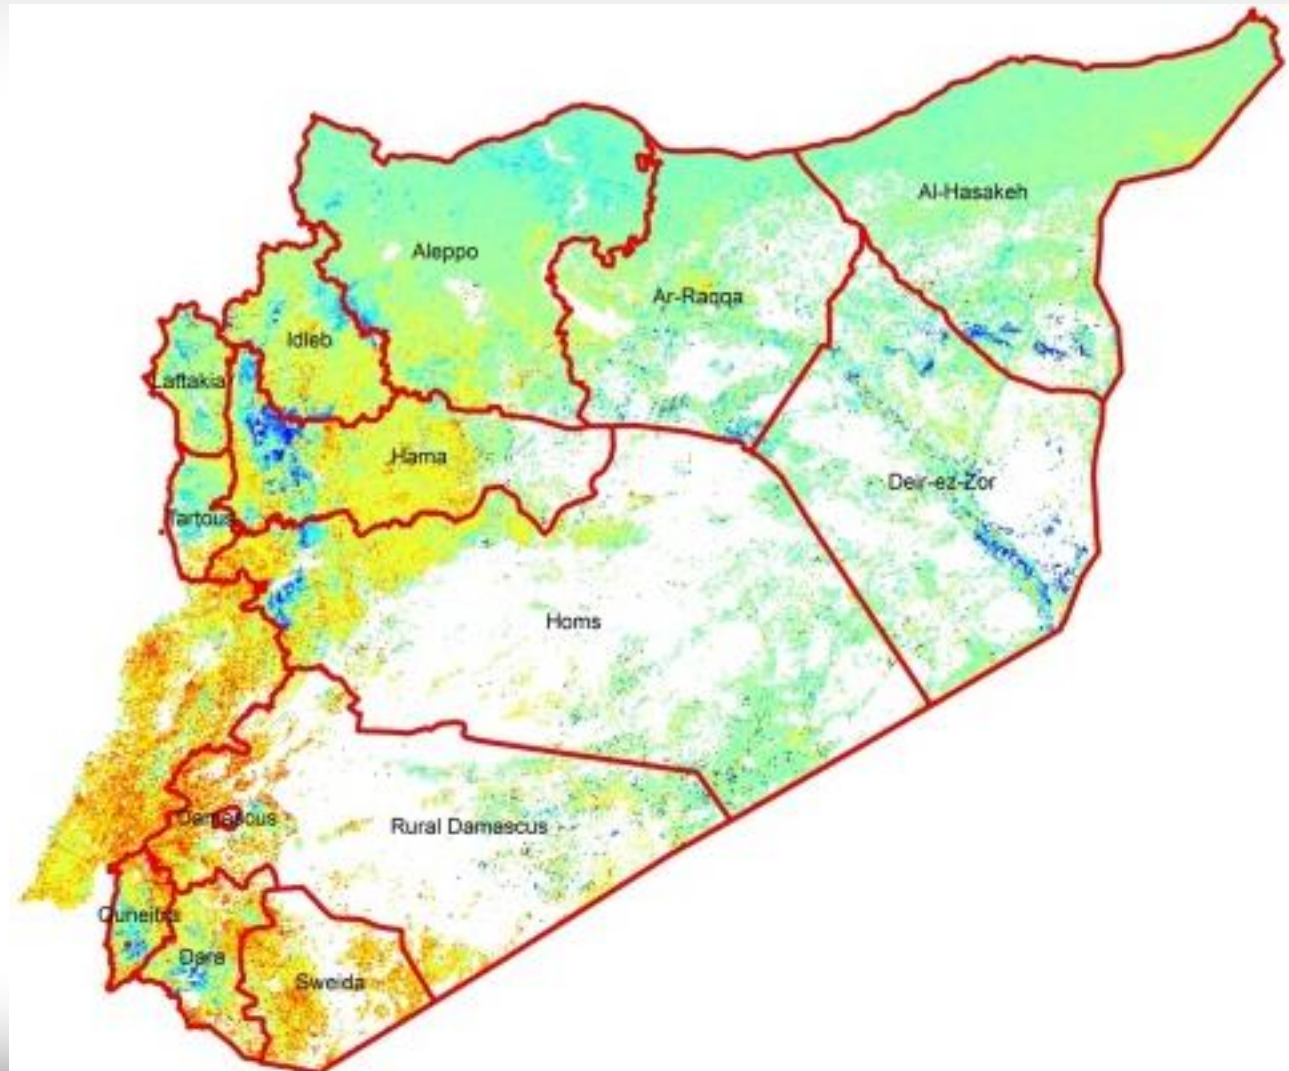 Al-Hasakeh
Aleppo
Ar-Raqqa
Idleb
Lattakia
Hama
Deir-ez-Zor
Tartous
Homs
Damascus
Rural Damascus
Quneitra
Dara
Sweida